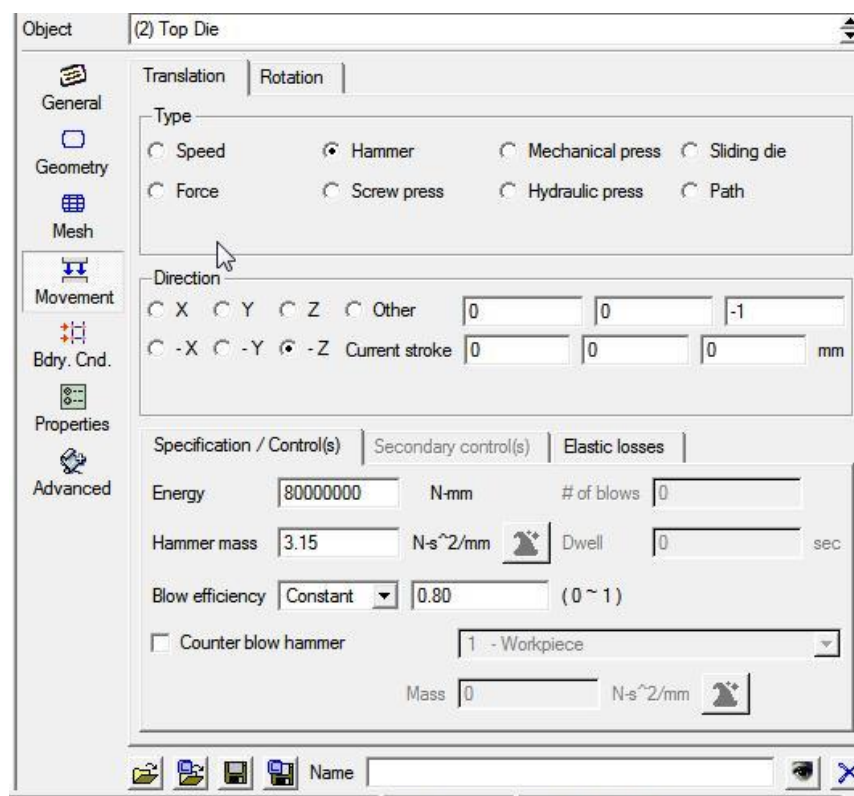 Object (2) Top Die
General
Geometry
Mesh
Movement
Bdry. Cnd.
Properties
Advanced
Translation Rotation
Type
Speed Hammer Mechanical press Sliding die
Force Screw press Hydraulic press Path
Direction
X Y Z Other 0 0 -1
-X -Y -Z Current stroke 0 0 0 mm
Specification / Control(s) Secondary control(s) Elastic losses
Energy 80000000 N-mm # of blows 0
Hammer mass 3.15 N-s^2/mm Dwell 0 sec
Blow efficiency Constant 0.80 ( 0 ~ 1 )
Counter blow hammer 1 - Workpiece
Mass 0 N-s^2/mm
Name